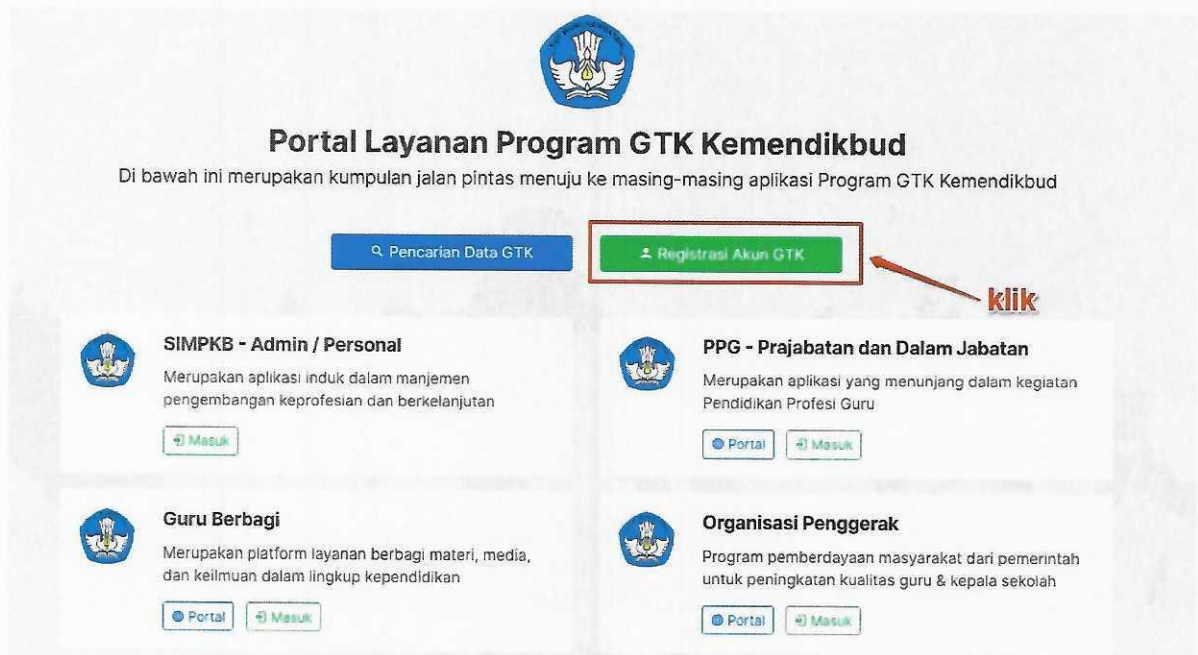 Portal Layanan Program GTK Kemendikbud
Di bawah ini merupakan kumpulan jalan pintas menuju ke masing-masing aplikasi Program GTK Kemendikbud
Pencarian Data GTK
Registrasi Akun GTK
klik
SIMPKB - Admin / Personal
Merupakan aplikasi induk dalam manjemen
pengembangan keprofesian dan berkelanjutan
Masuk
PPG - Prajabatan dan Dalam Jabatan
Merupakan aplikasi yang menunjang dalam kegiatan
Pendidikan Profesi Guru
Portal Masuk
Guru Berbagi
Merupakan platform layanan berbagi materi, media,
dan keilmuan dalam lingkup kependidikan
Portal Masuk
Organisasi Penggerak
Program pemberdayaan masyarakat dari pemerintah
untuk peningkatan kualitas guru & kepala sekolah
Portal Masuk